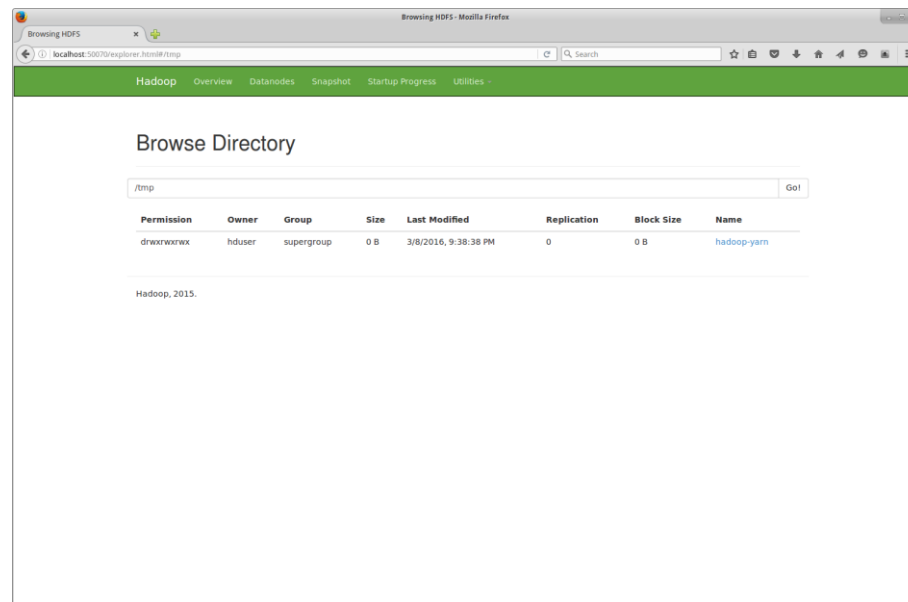 Browsing HDFS - Mozilla Firefox
Browsing HDFS
localhost:50070/explorer.html#/tmp
Search
Hadoop Overview Datanodes Snapshot Startup Progress Utilities
Browse Directory
/tmp Go!
Permission Owner Group Size Last Modified Replication Block Size Name
drwxrwxrwx hduser supergroup 0 B 3/8/2016, 9:38:38 PM 0 0 B hadoop-yarn
Hadoop, 2015.